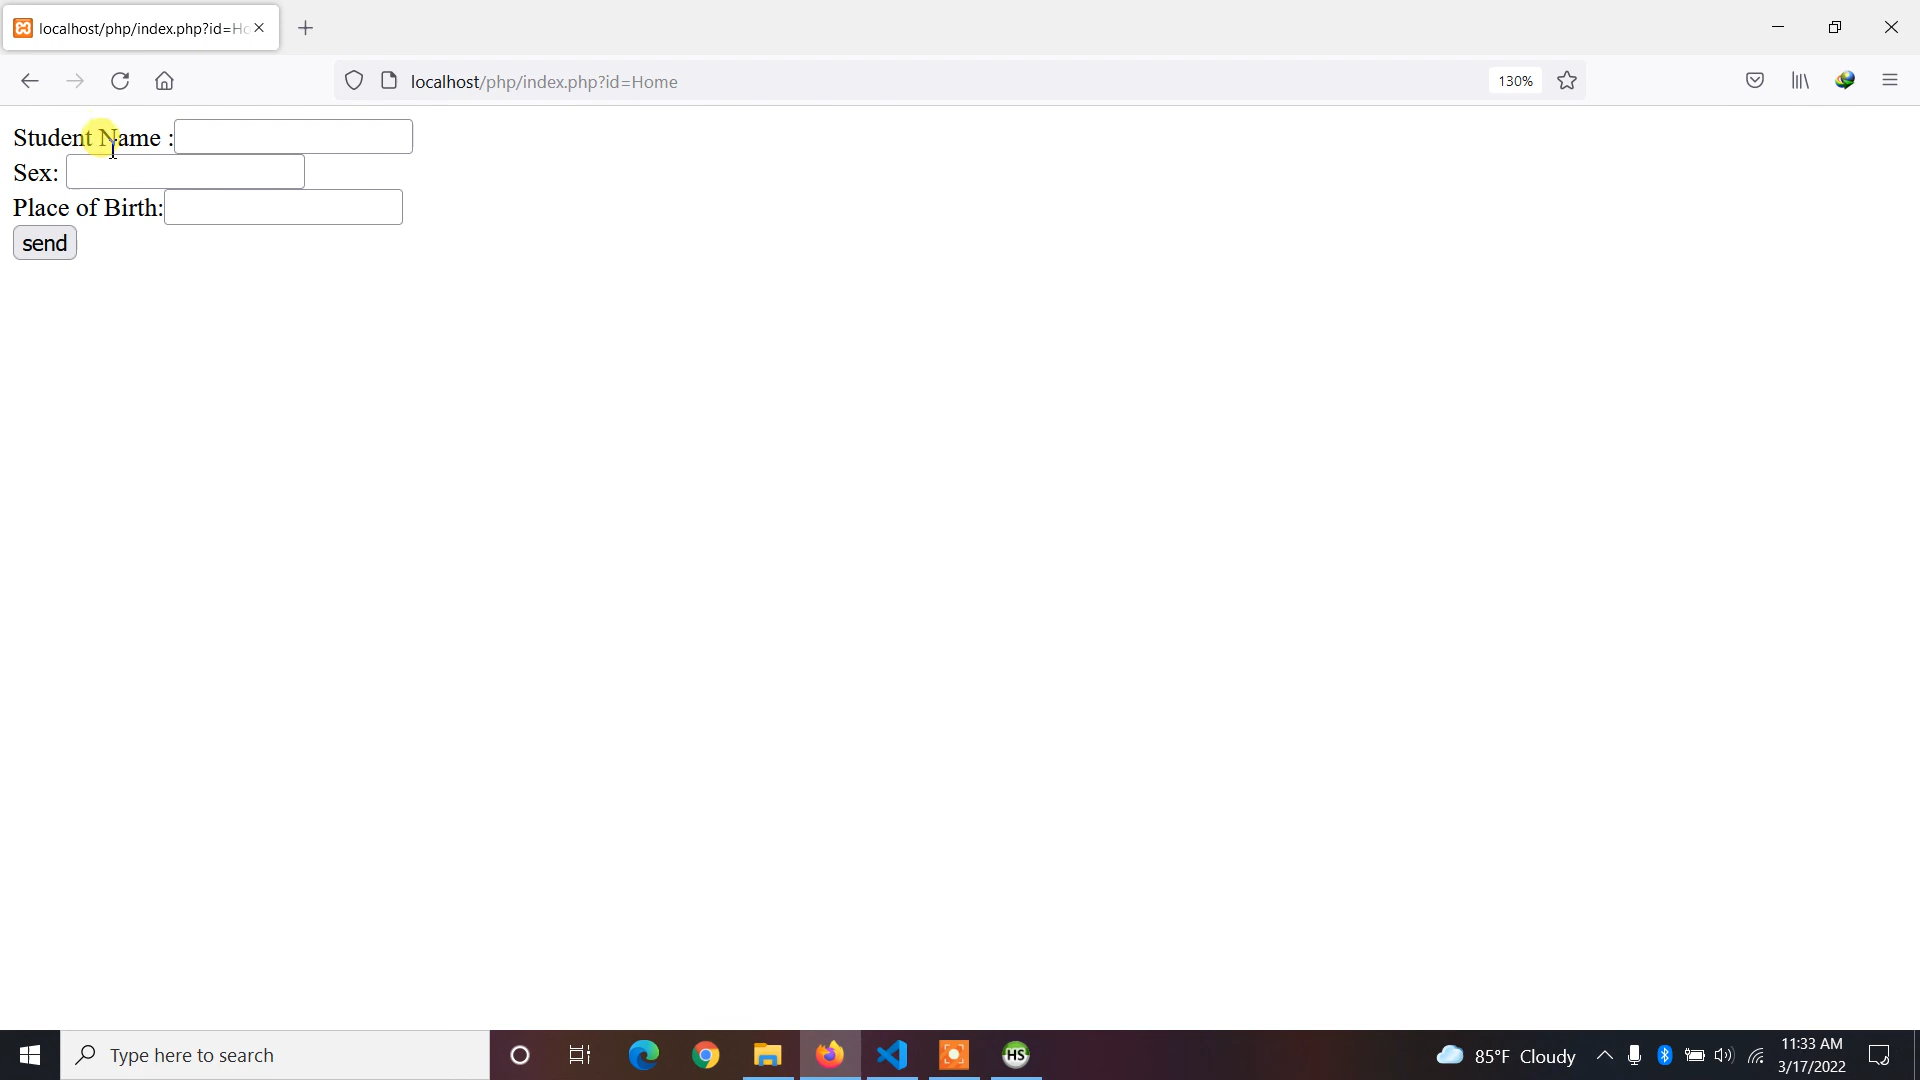 localhost/php/index.php?id=Ho
localhost/php/index.php?id=Home
130%
Student Name :
Sex:
Place of Birth:
send
Type here to search
HS
85°F Cloudy
11:33 AM
3/17/2022